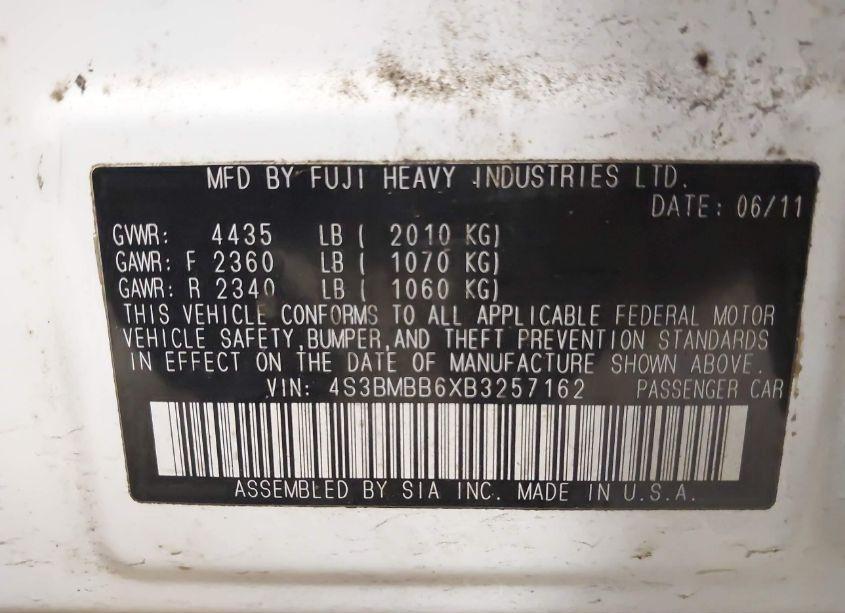 MFD BY FUJI HEAVY INDUSTRIES LTD.
DATE: 06/11
GVWR: 4435 LB ( 2010 KG)
GAWR: F 2360 LB ( 1070 KG)
GAWR: R 2340 LB ( 1060 KG)
THIS VEHICLE CONFORMS TO ALL APPLICABLE FEDERAL MOTOR
VEHICLE SAFETY,BUMPER,AND THEFT PREVENTION STANDARDS
IN EFFECT ON THE DATE OF MANUFACTURE SHOWN ABOVE.
VIN: 4S3BMBB6XB3257162 PASSENGER CAR
ASSEMBLED BY SIA INC. MADE IN U.S.A.